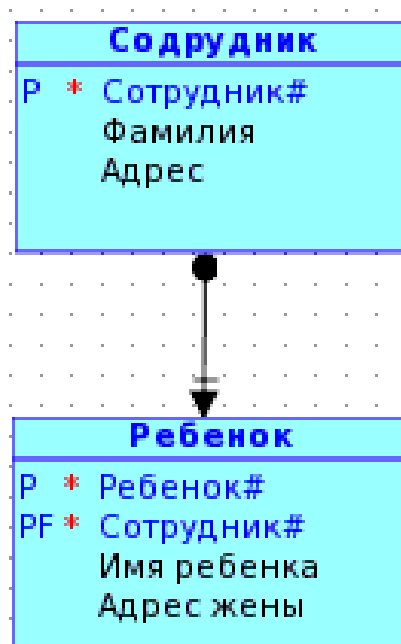 Содрудник
P * Сотрудник#
Фамилия
Адрес
Ребенок
P * Ребенок#
PF * Сотрудник#
Имя ребенка
Адрес жены